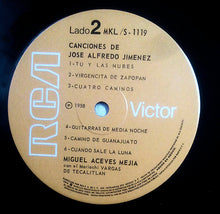 Lado 2 MKL/S-1119
CANCIONES DE
JOSE ALFREDO JIMENEZ
1-TU Y LAS NUBES
2-VIRGENCITA DE ZAPOPAN
3-CUATRO CAMINOS
RCA
Victor
1958
4-GUITARRAS DE MEDIA NOCHE
5-CAMINO DE GUANAJUATO
6-CUANDO SALE LA LUNA
MIGUEL ACEVES MEJIA
con el Mariachi VARGAS
DE TECALITLAN